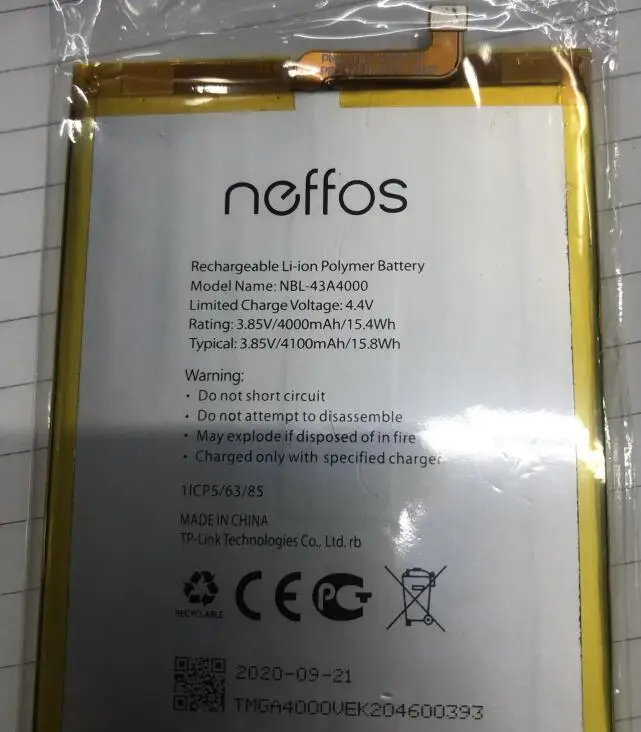 neffos
Rechargeable Li-ion Polymer Battery
Model Name: NBL-43A4000
Limited Charge Voltage: 4.4V
Rating: 3.85V/4000mAh/15.4Wh
Typical: 3.85V/4100mAh/15.8Wh
Warning:
· Do not short circuit
· Do not attempt to disassemble
· May explode if disposed of in fire
· Charged only with specified charger
1ICP5/63/85
MADE IN CHINA
TP-Link Technologies Co., Ltd. rb
RECYCLABLE
2020-09-21
TMGA4000VEK204600393